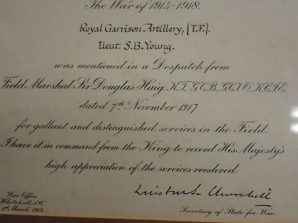 The War of 1914-1918.
Royal Garrison Artillery, (T.F.)
Lieut. S.B. Young.
was mentioned in a Despatch from
Field Marshal Sir Douglas Haig, K.T. G.C.B. G.C.V.O. K.C.I.E.
dated 7th November 1917
for gallant and distinguished services in the Field.
I have it in command from the King to record His Majesty's
high appreciation of the services rendered.
Winston S. Churchill
War Office
Whitehall, S.W.
1st March 1919.
Secretary of State for War.